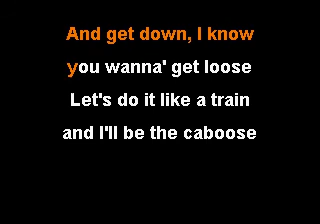 And get down, I know
you wanna' get loose
Let's do it like a train
and I'll be the caboose